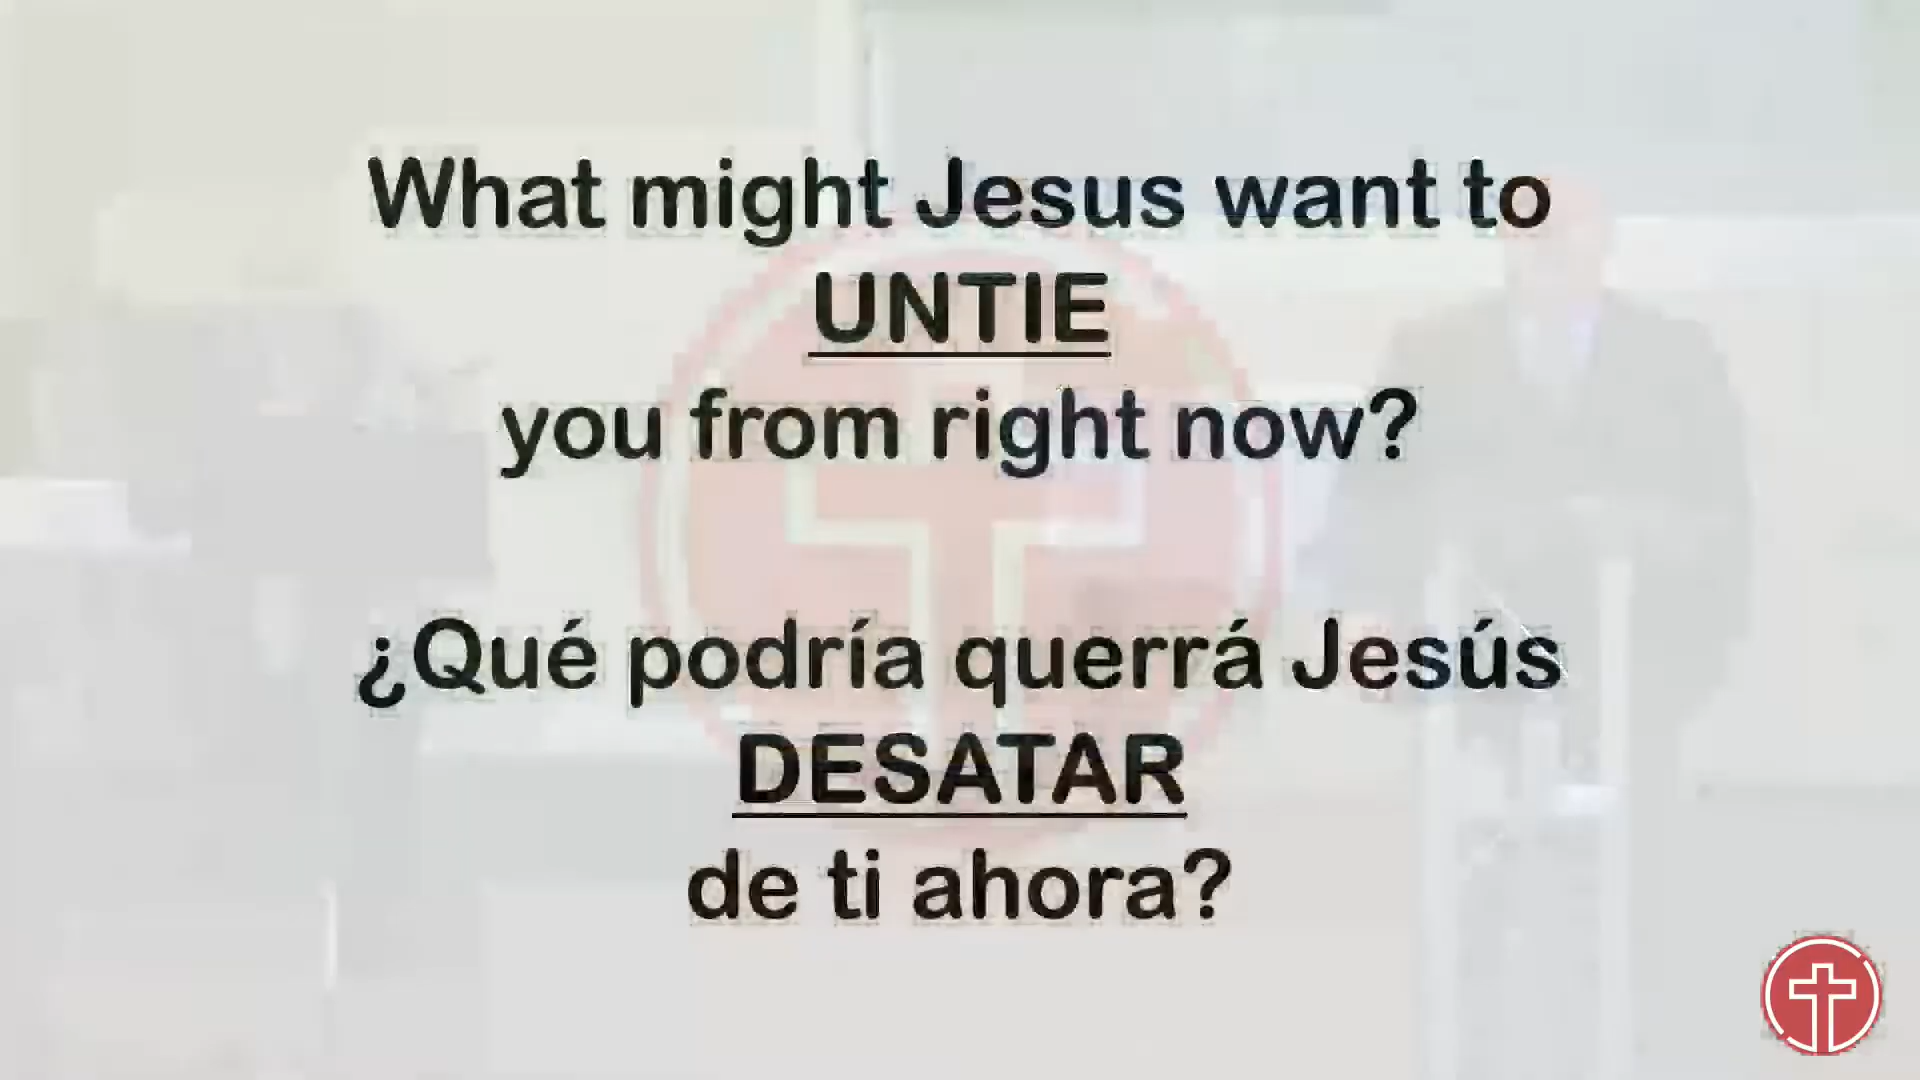 What might Jesus want to
UNTIE
you from right now?
¿Qué podría querrá Jesús
DESATAR
de ti ahora?